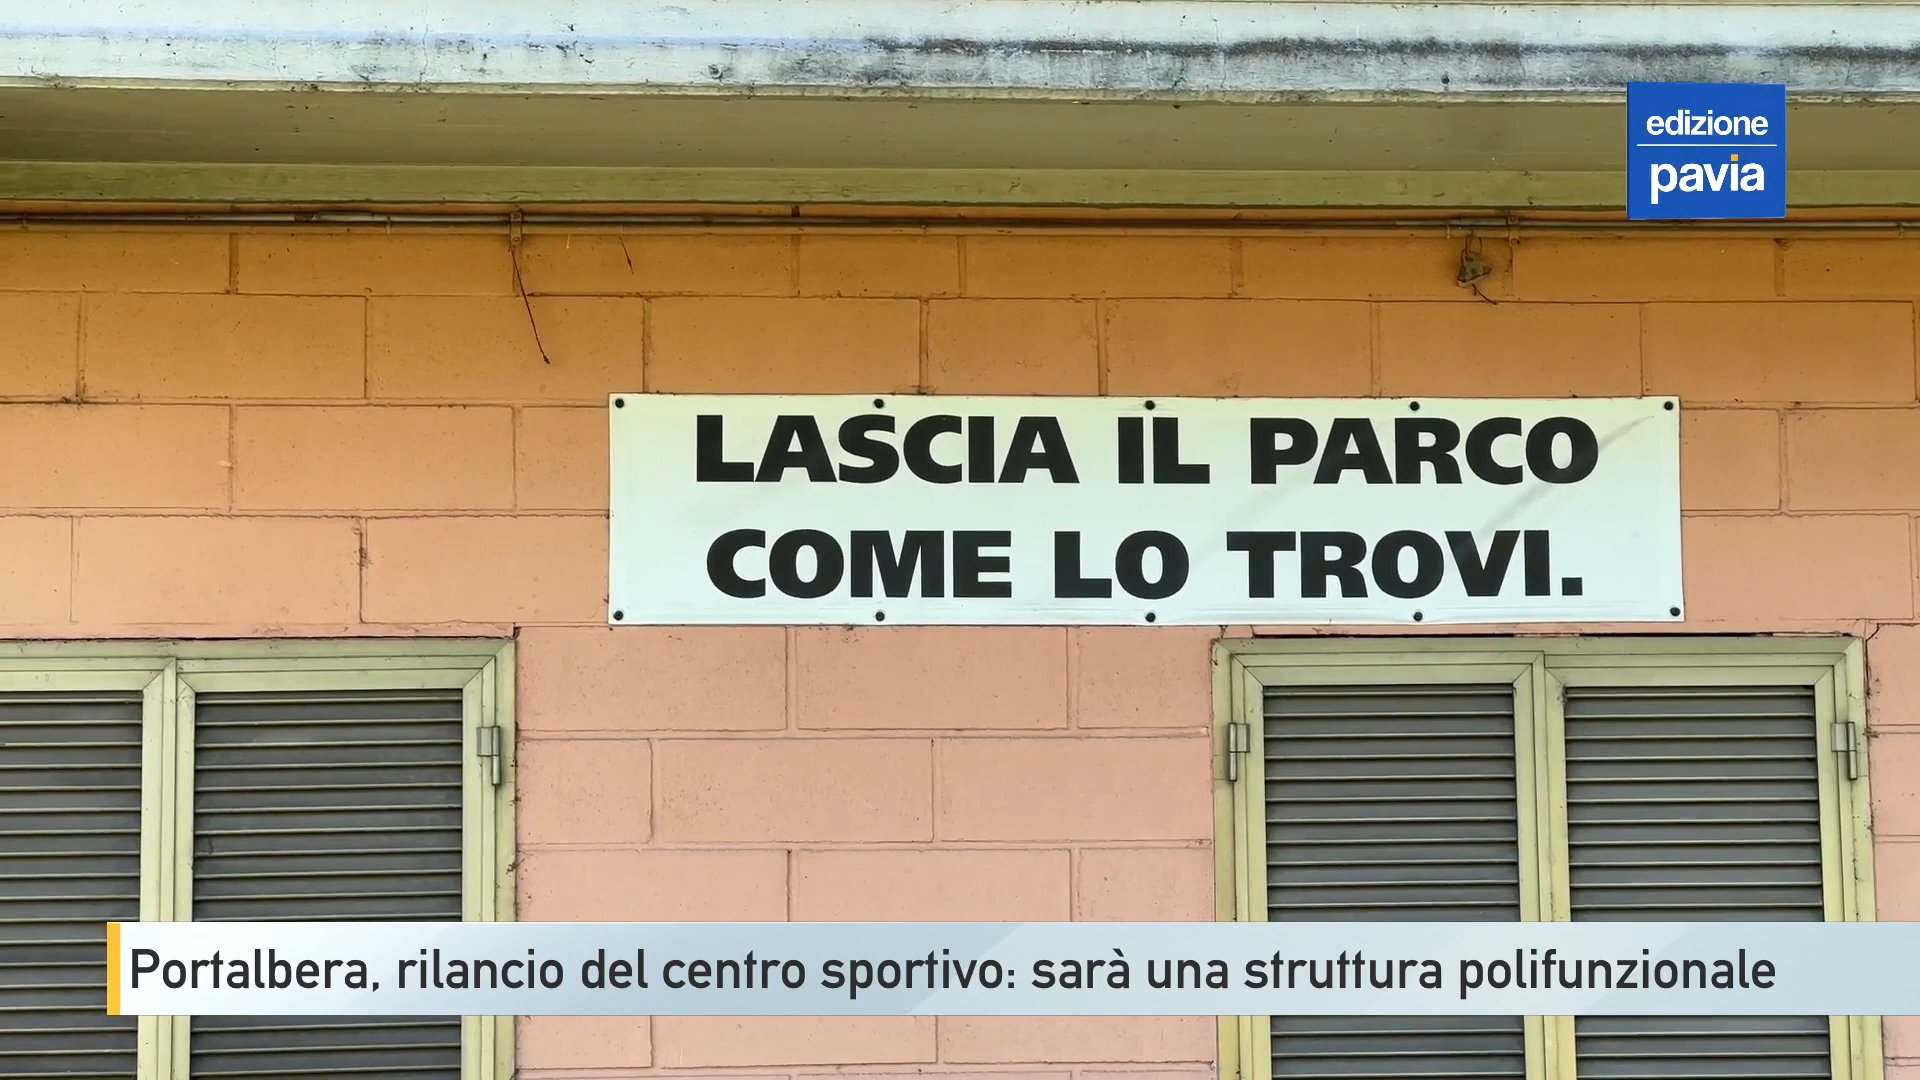 edizione
pavia
LASCIA IL PARCO
COME LO TROVI.
Portalbera, rilancio del centro sportivo: sarà una struttura polifunzionale